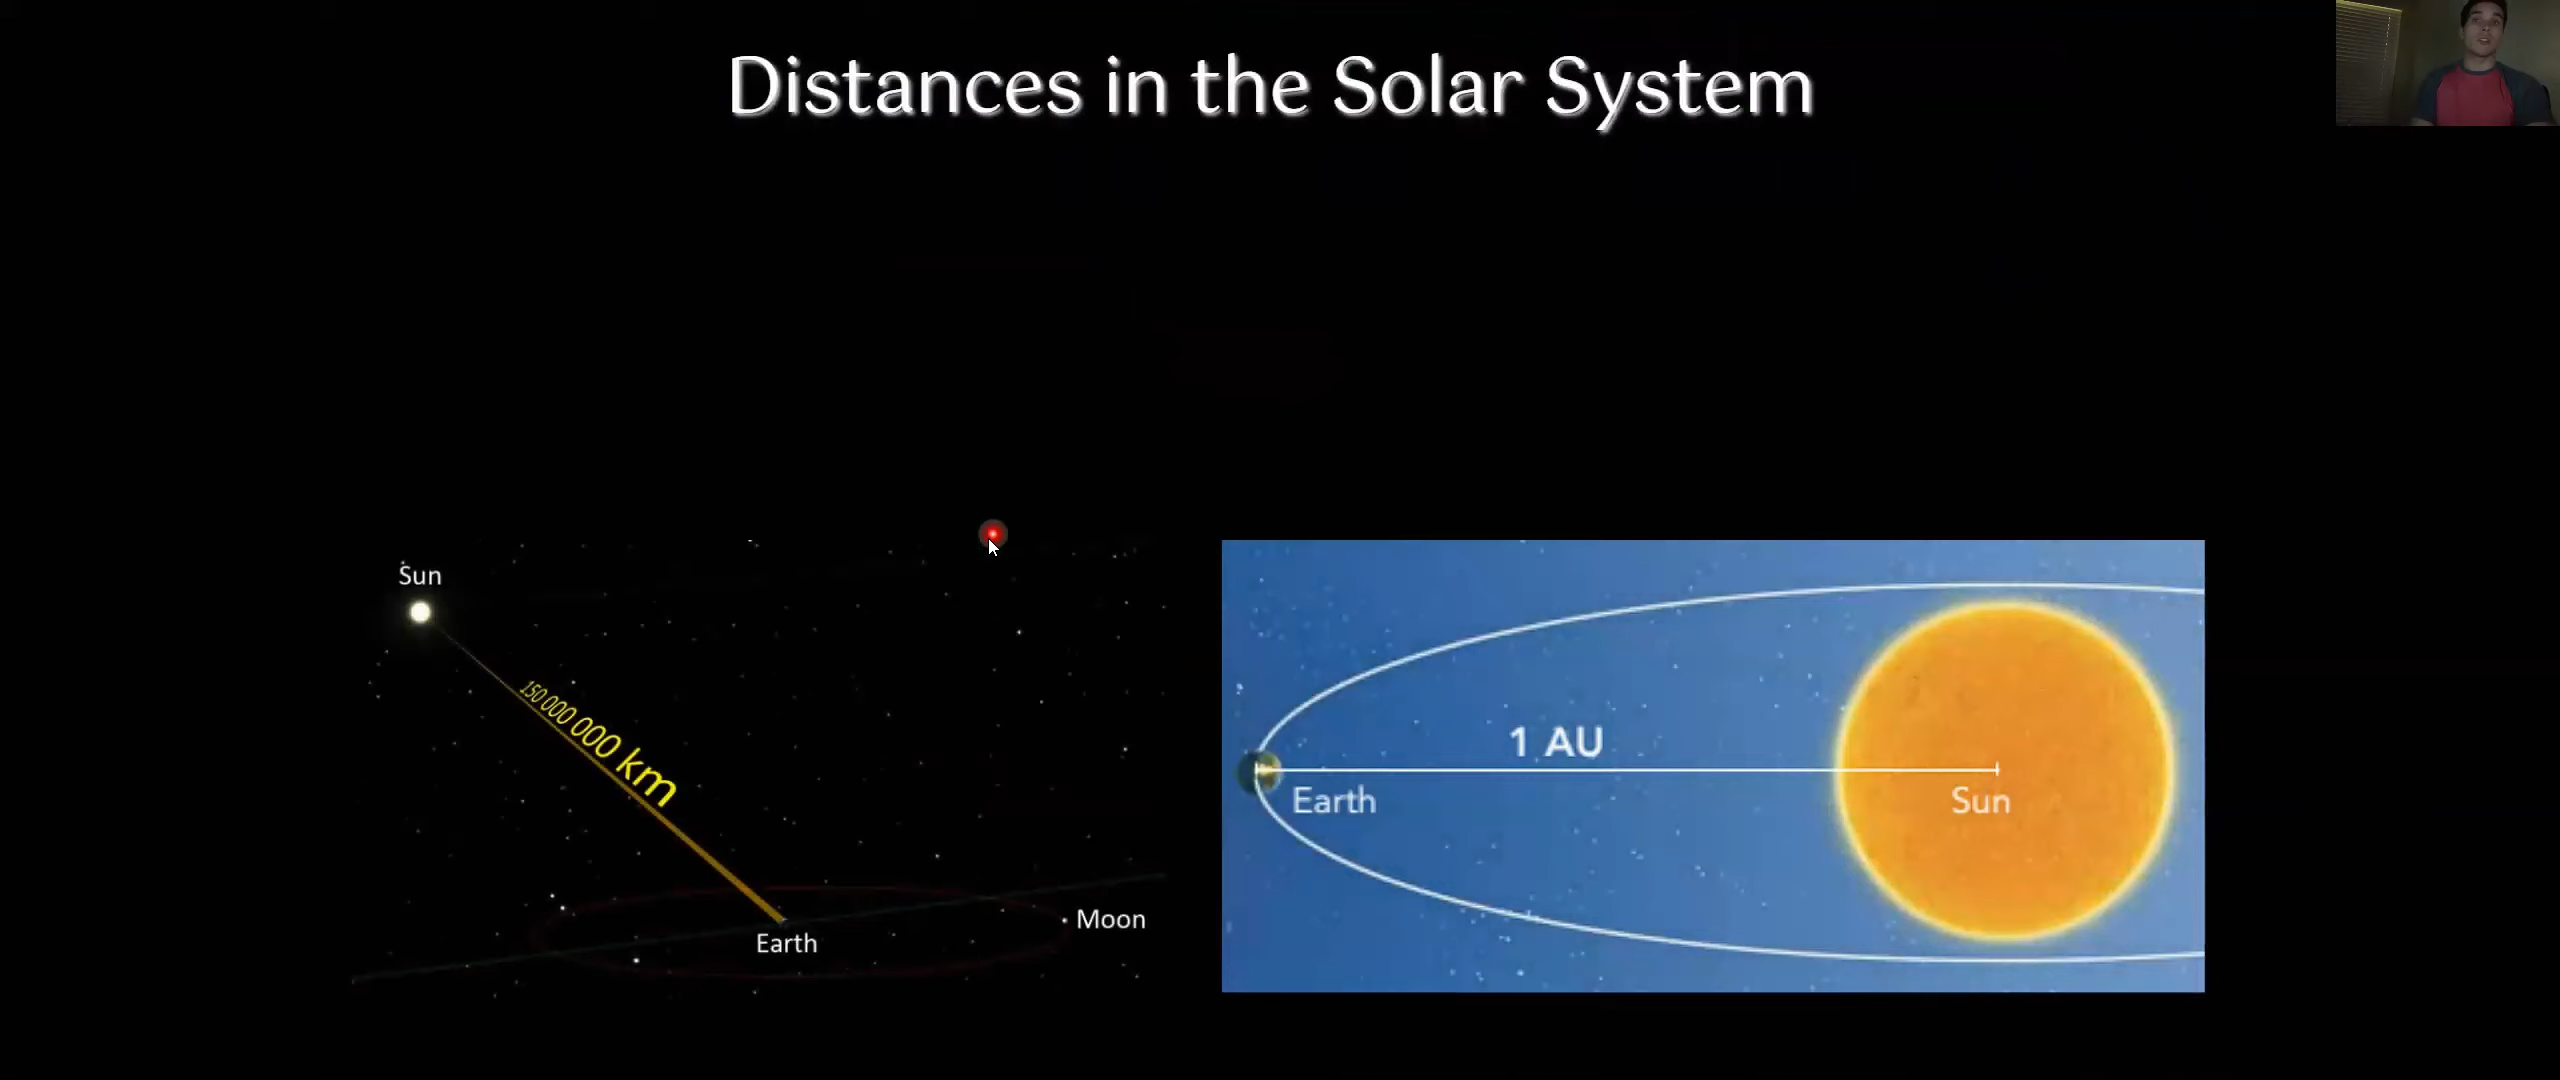 Distances in the Solar System
Sun
150 000 000 km
Earth
Moon
1 AU
Earth
Sun